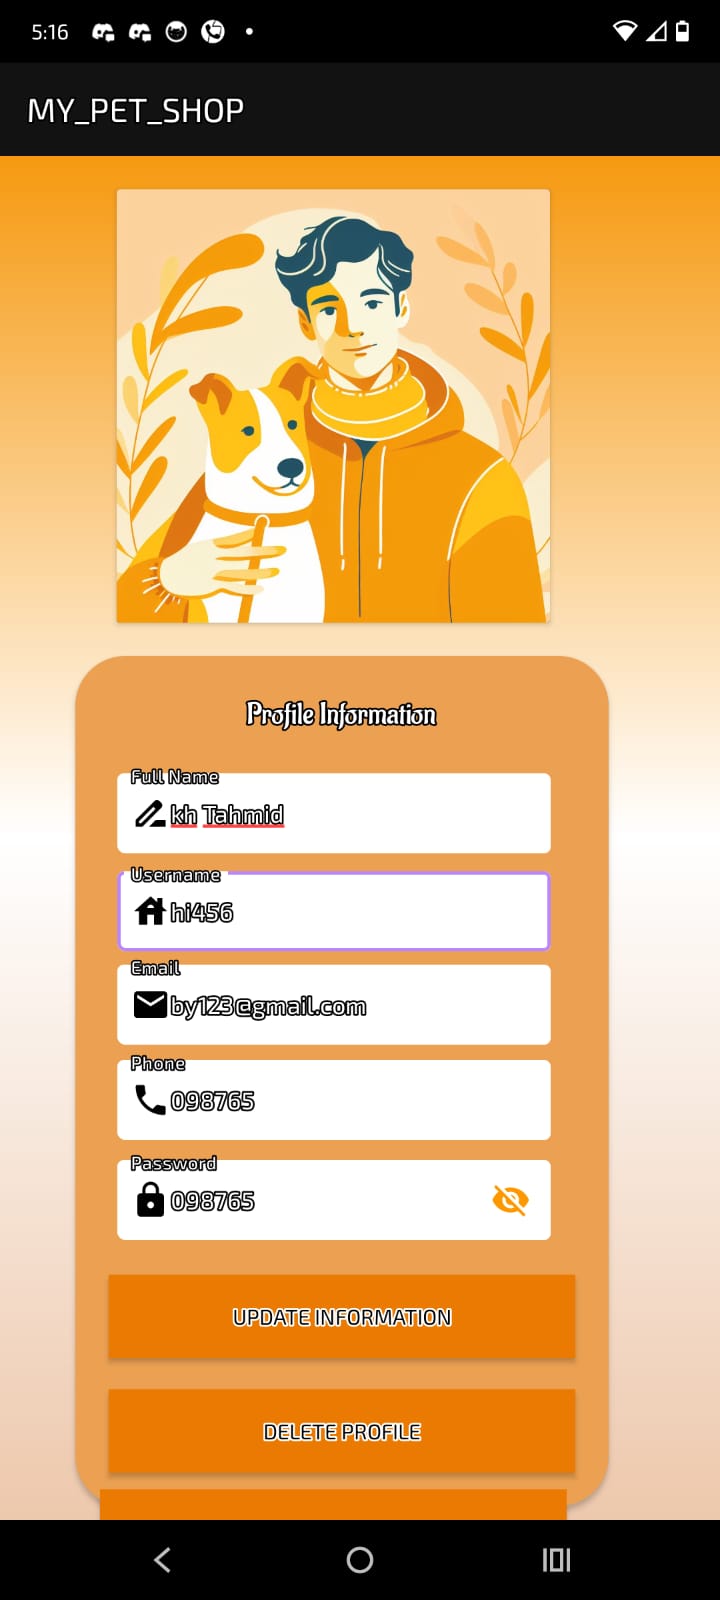 5:16
MY_PET_SHOP
Profile Information
Full Name
kh Tahmid
Username
hi456
Email
by123@gmail.com
Phone
098765
Password
098765
UPDATE INFORMATION
DELETE PROFILE